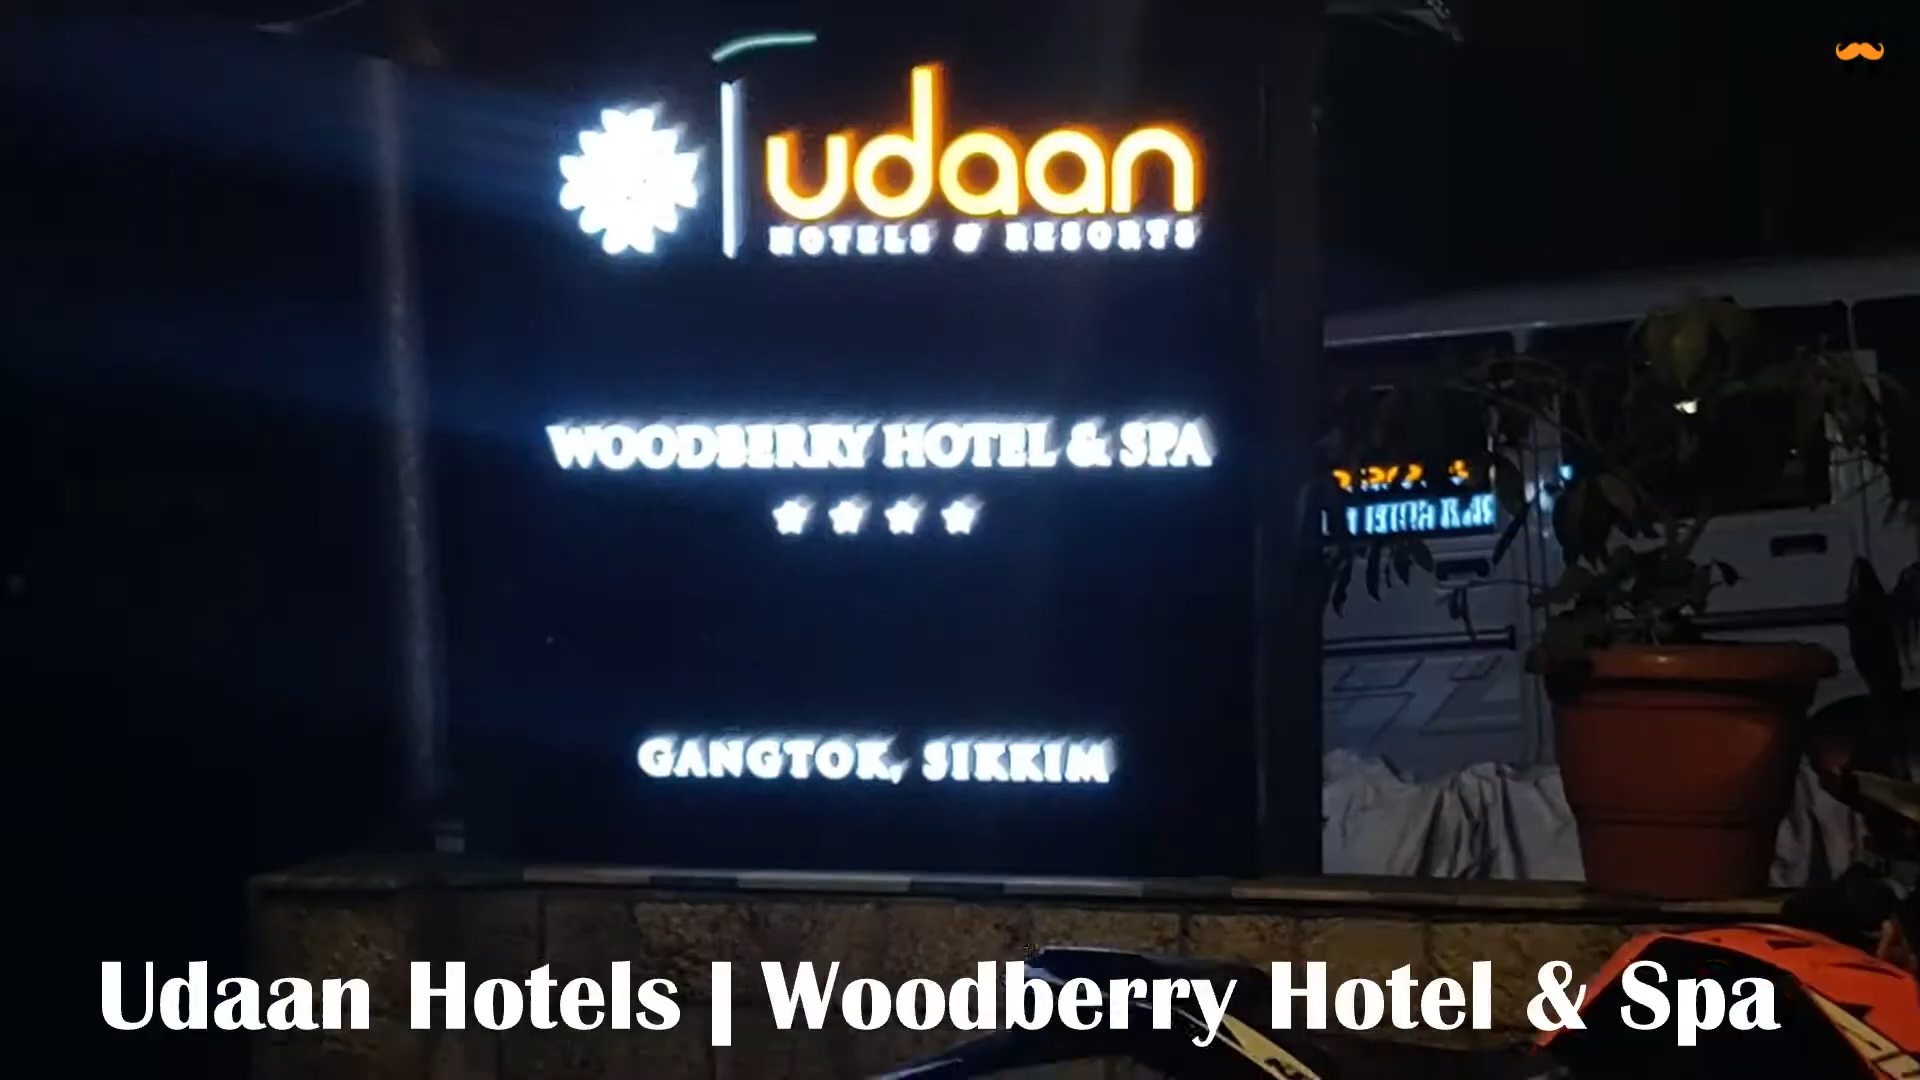 udaan
HOTELS & RESORTS
WOODBERRY HOTEL & SPA
GANGTOK, SIKKIM
Udaan Hotels | Woodberry Hotel & Spa